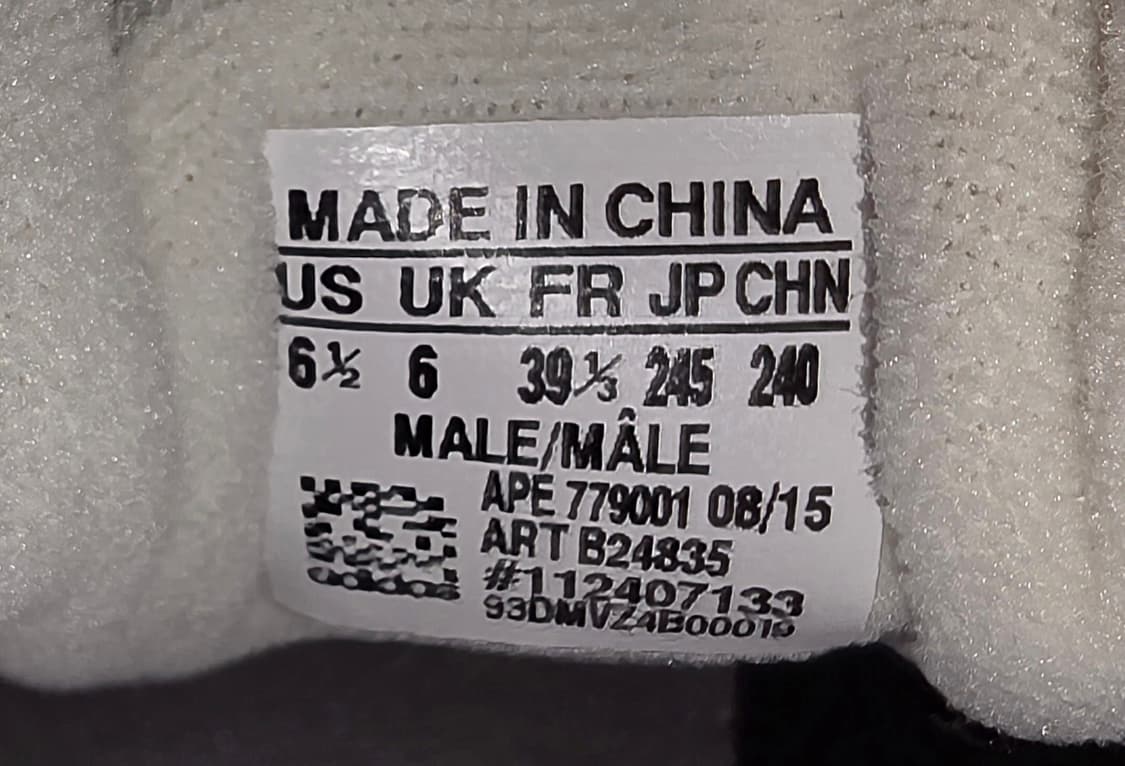 MADE IN CHINA
US UK FR JP CHN
6½ 6 39⅓ 245 240
MALE/MÂLE
APE 779001 08/15
ART B24835
#112407133
93DMVZ4B00019
adidas